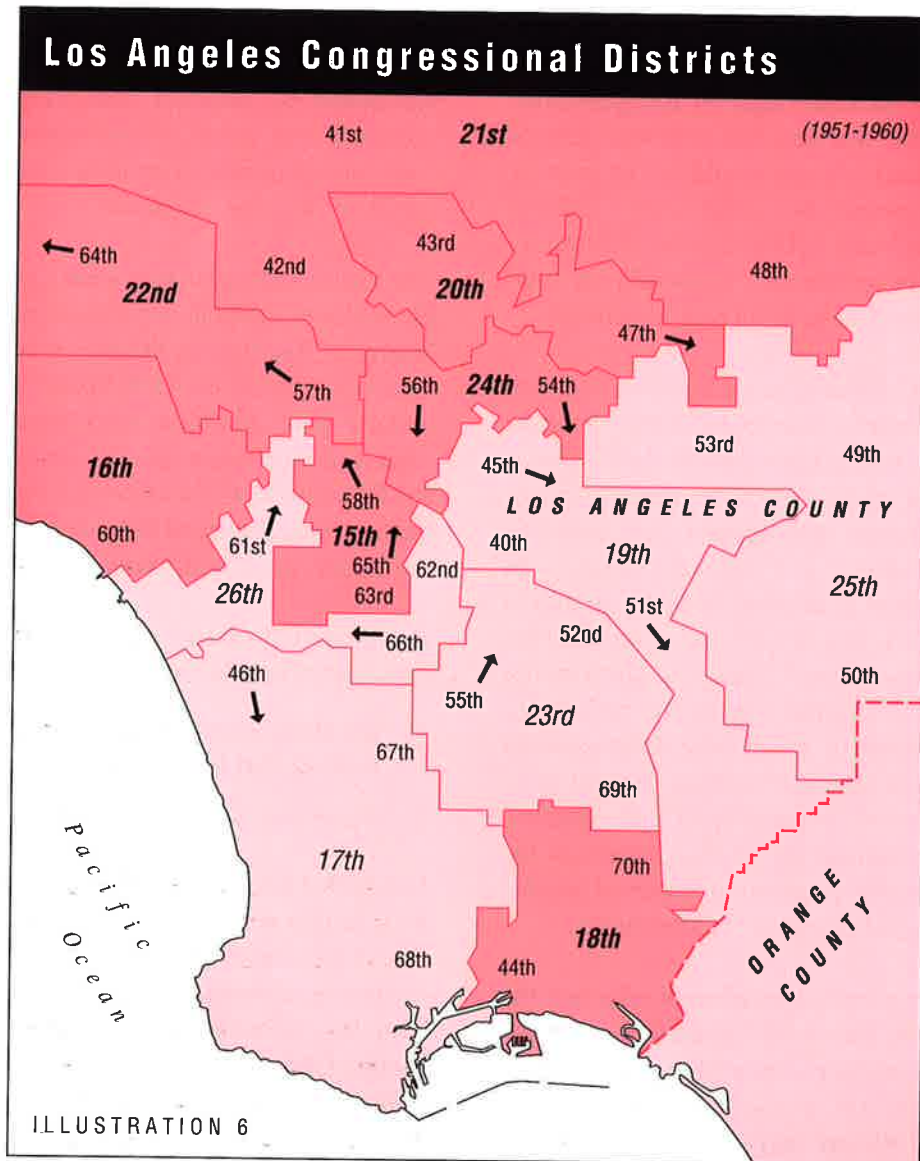 Los Angeles Congressional Districts
41st
21st
(1951-1960)
43rd
64th
42nd
48th
22nd
20th
47th
57th
56th
24th
54th
53rd
49th
16th
45th
58th
LOS ANGELES COUNTY
60th
61st
15th
40th
65th
62nd
19th
26th
63rd
25th
51st
52nd
66th
46th
55th
50th
23rd
67th
69th
Pacific
Ocean
17th
70th
ORANGE
COUNTY
18th
68th
44th
ILLUSTRATION 6